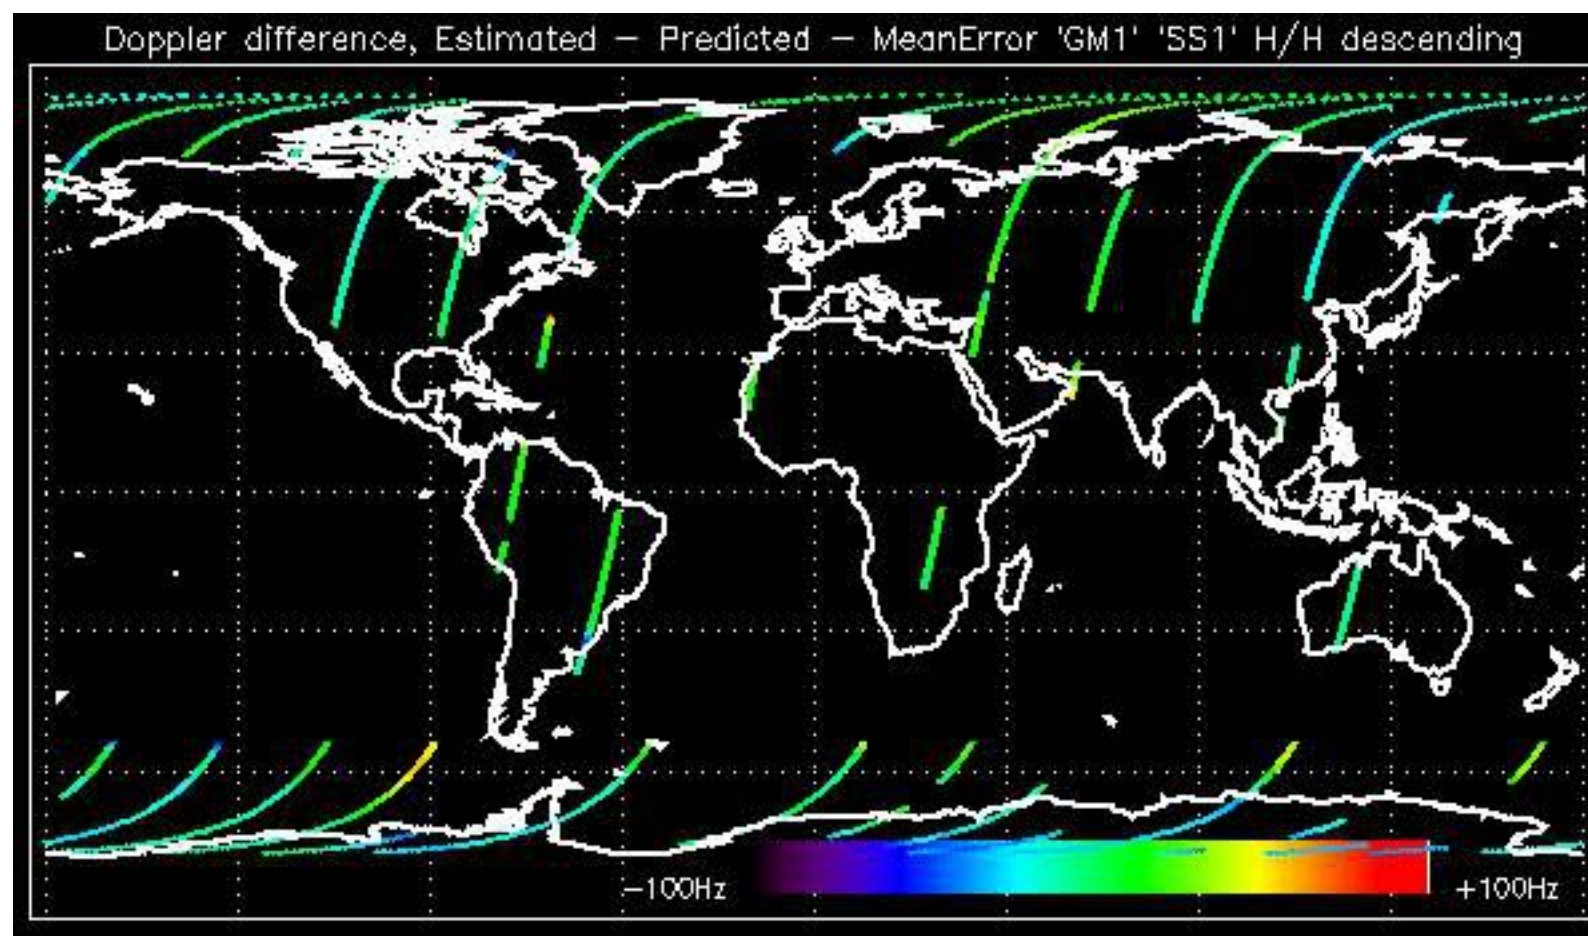 Doppler difference, Estimated − Predicted − MeanError 'GM1' 'SS1' H/H descending
−100Hz +100Hz